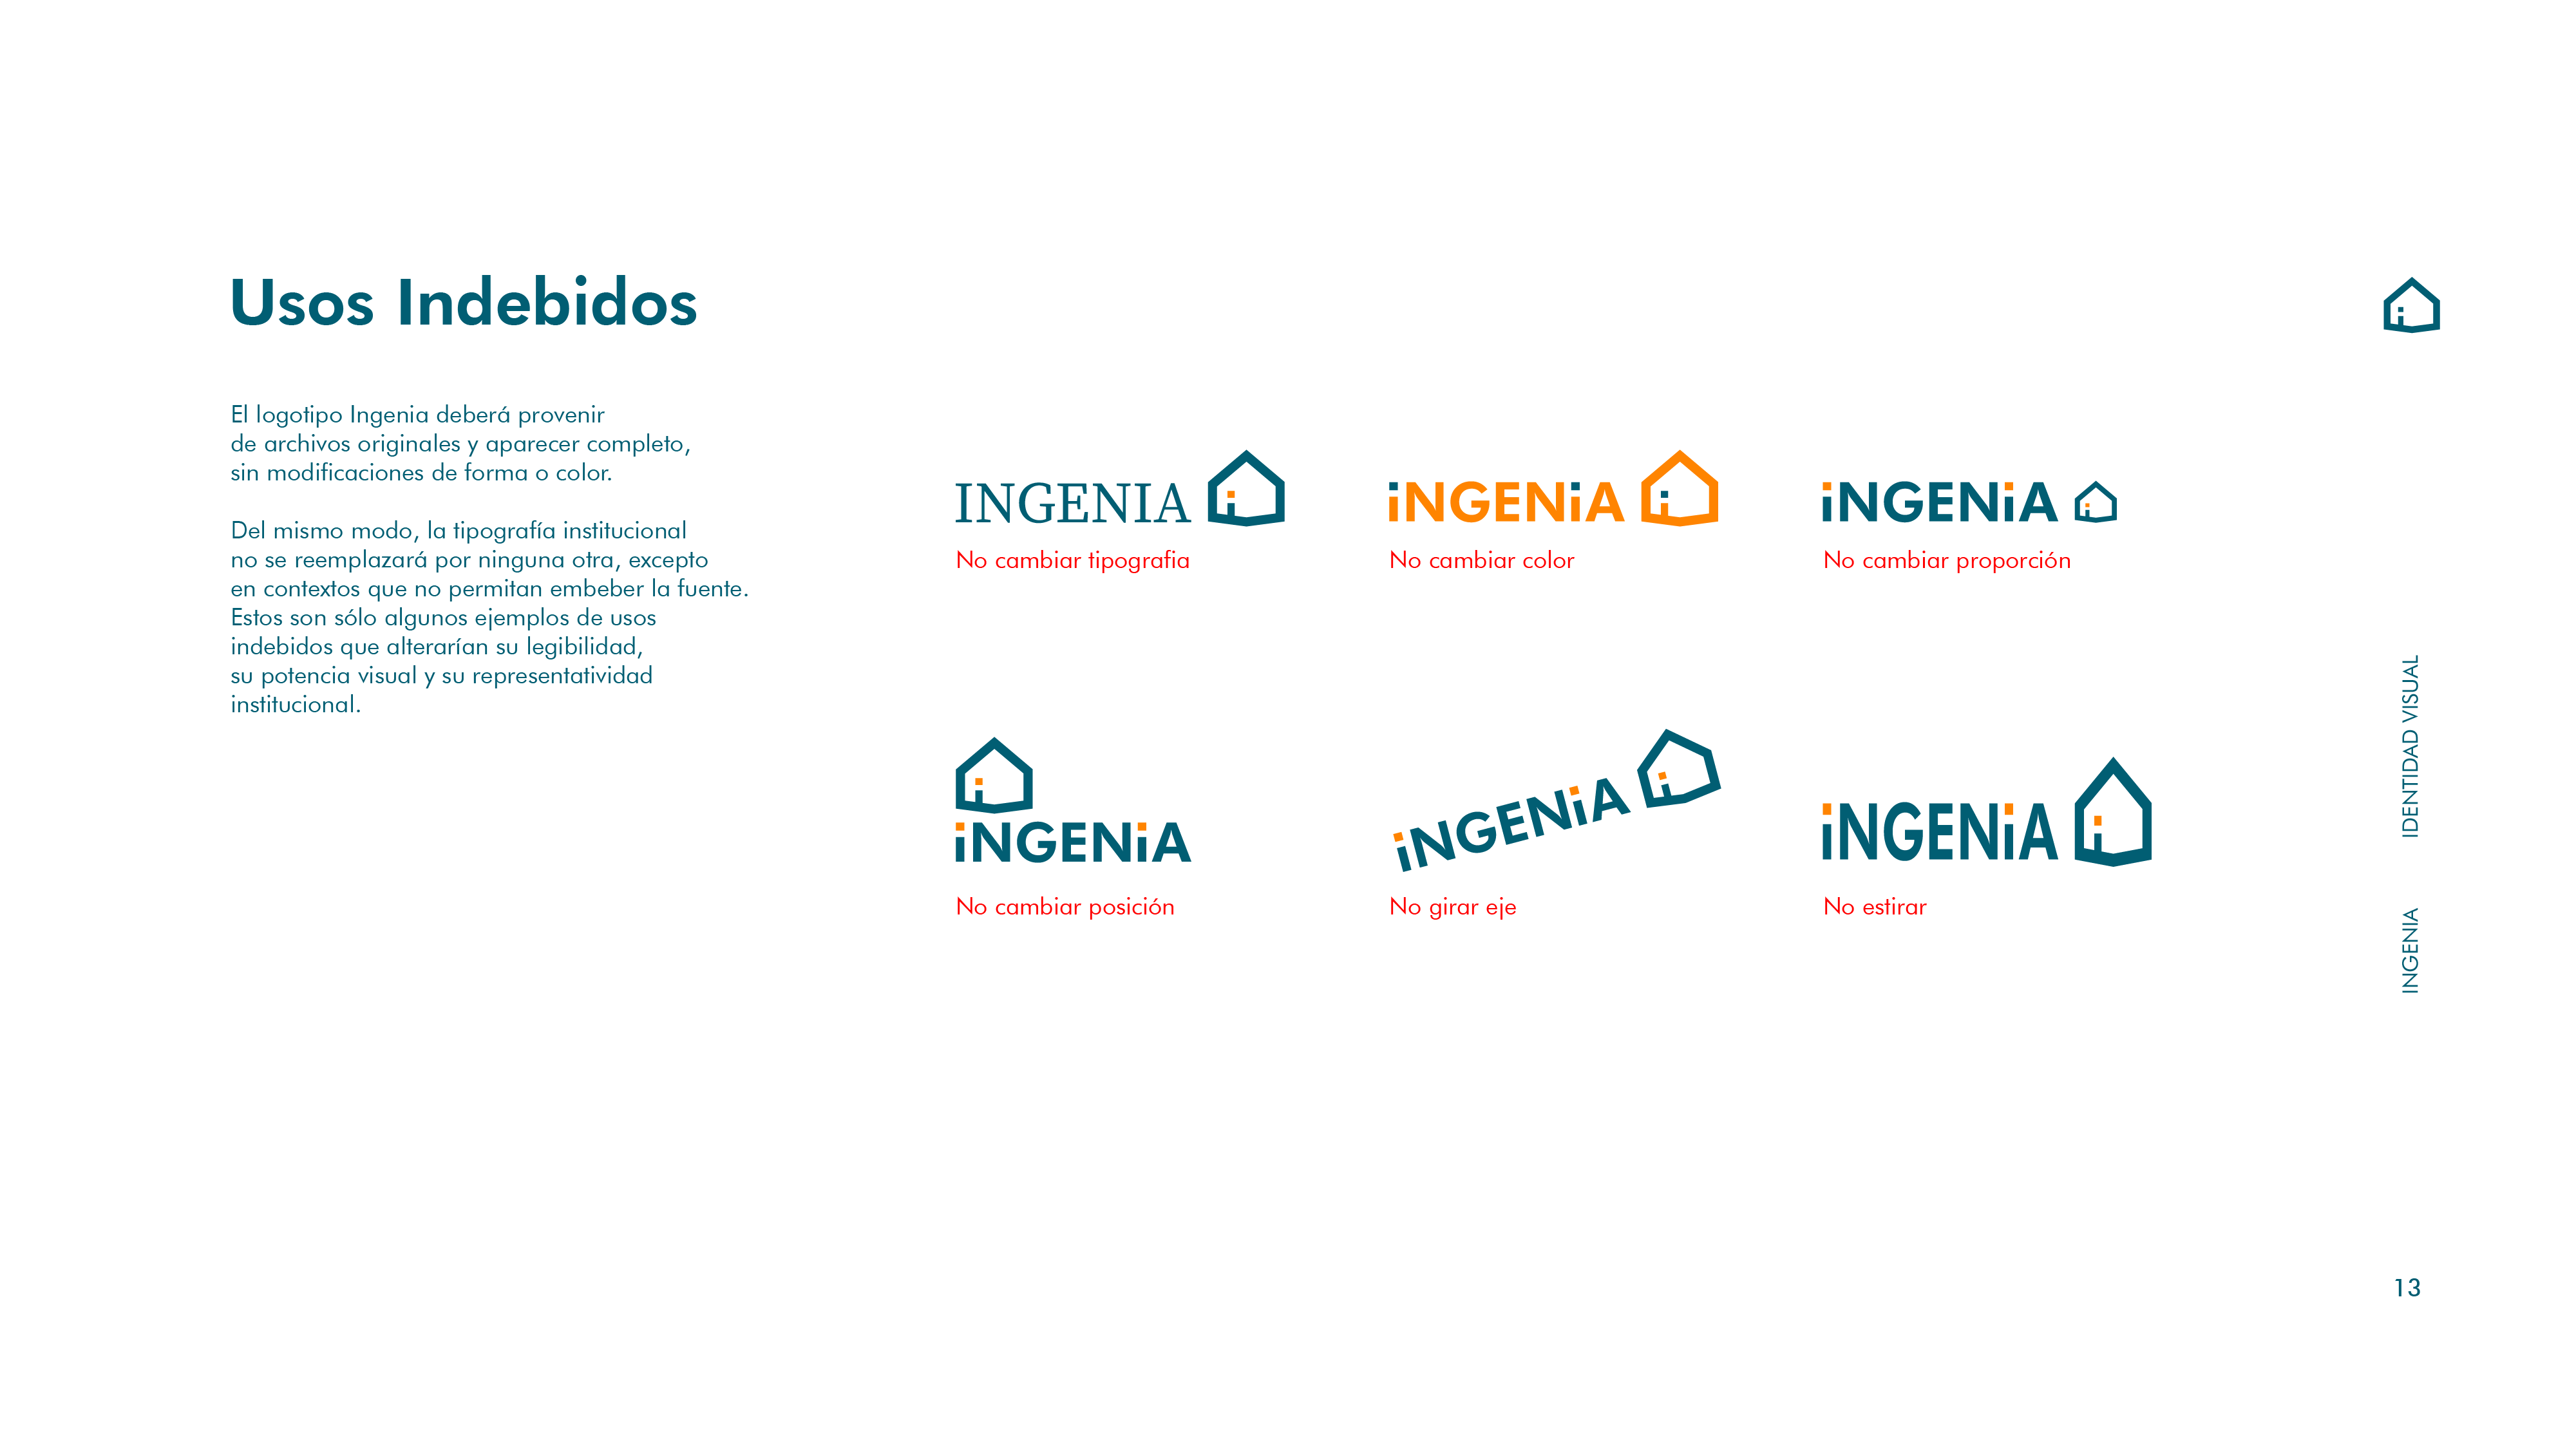 Usos Indebidos
El logotipo Ingenia deberá provenir
de archivos originales y aparecer completo,
sin modificaciones de forma o color.
Del mismo modo, la tipografía institucional
no se reemplazará por ninguna otra, excepto
en contextos que no permitan embeber la fuente.
Estos son sólo algunos ejemplos de usos
indebidos que alterarían su legibilidad,
su potencia visual y su representatividad
institucional.
INGENIA
No cambiar tipografia
iNGENiA
No cambiar color
iNGENiA
No cambiar proporción
iNGENiA
No cambiar posición
iNGENiA
No girar eje
iNGENiA
No estirar
INGENIA IDENTIDAD VISUAL
13